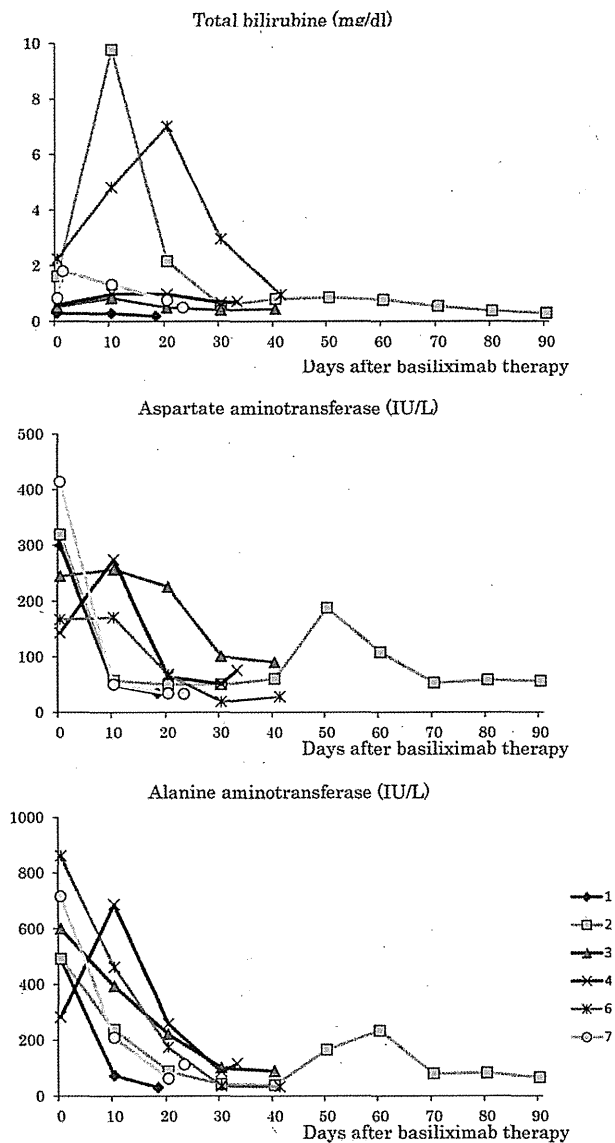 Total bilirubine (mg/dl)
10
8
6
4
2
0
0 10 20 30 40 50 60 70 80 90
Days after basiliximab therapy
Aspartate aminotransferase (IU/L)
500
400
300
200
100
0
0 10 20 30 40 50 60 70 80 90
Days after basiliximab therapy
Alanine aminotransferase (IU/L)
1000
800
600
400
200
0
0 10 20 30 40 50 60 70 80 90
Days after basiliximab therapy
1
2
3
4
6
7